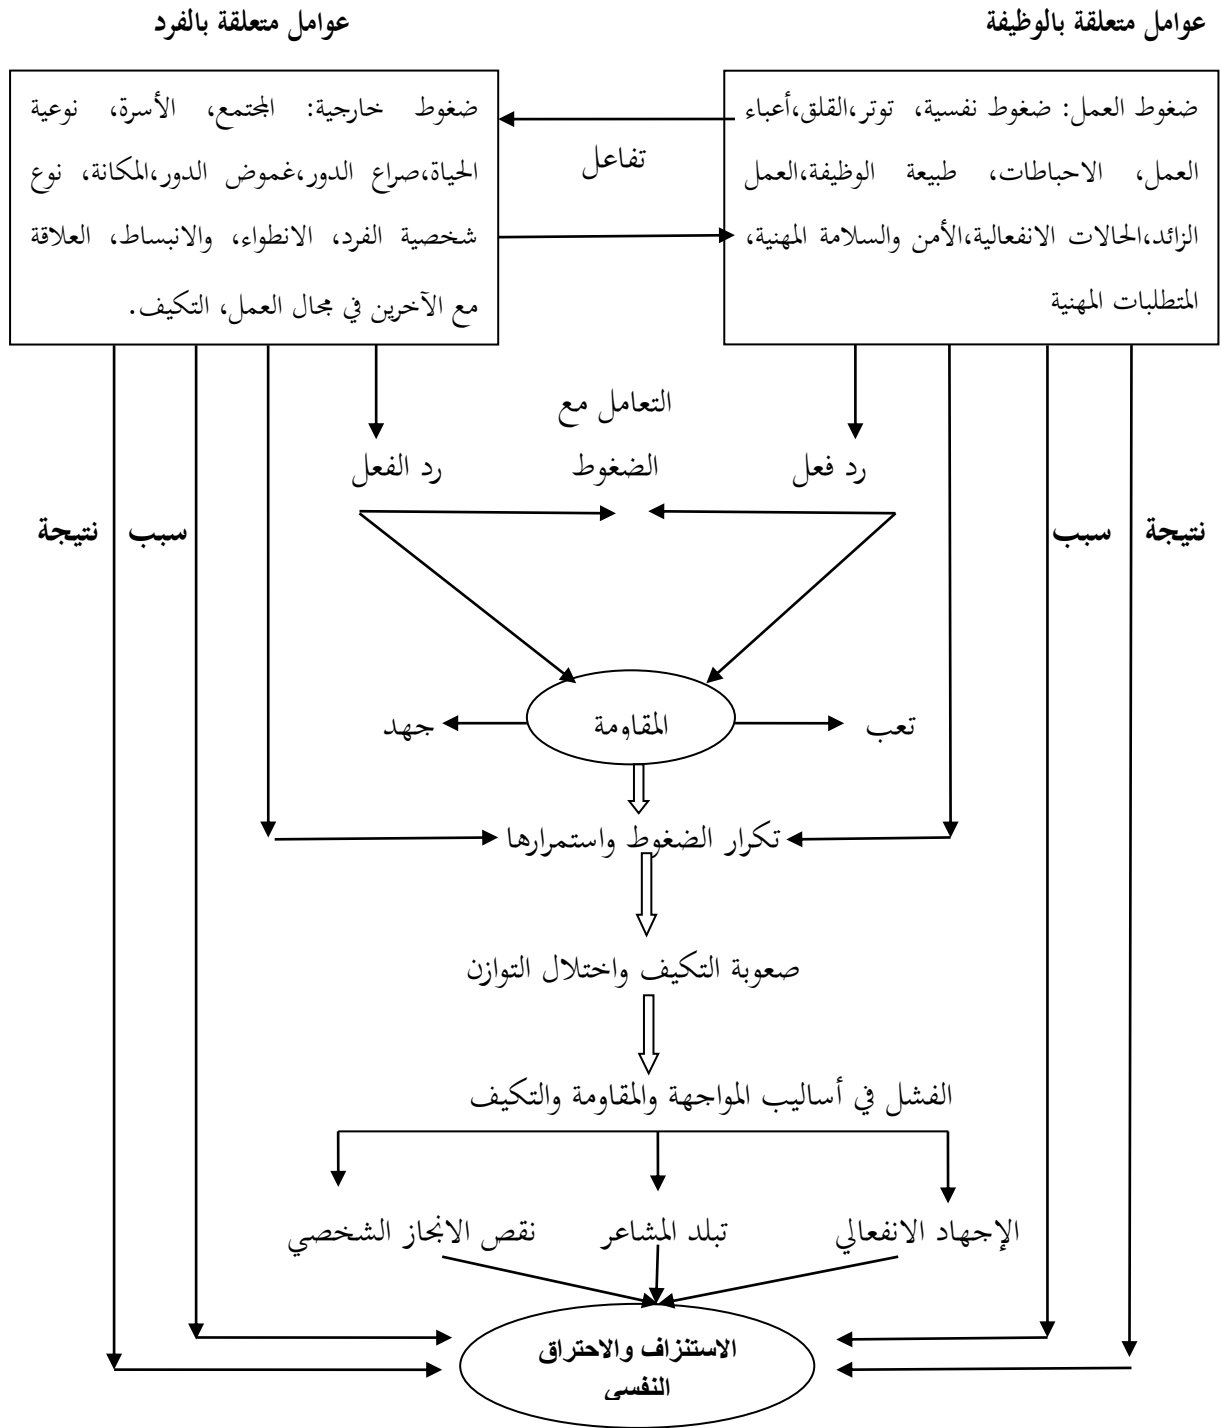 عوامل متعلقة بالوظيفة
عوامل متعلقة بالفرد
ضغوط العمل: ضغوط نفسية، توتر،القلق،أعباء
العمل، الاحباطات، طبيعة الوظيفة،العمل
الزائد،الحالات الانفعالية،الأمن والسلامة المهنية،
المتطلبات المهنية
تفاعل
ضغوط خارجية: المجتمع، الأسرة، نوعية
الحياة،صراع الدور،غموض الدور،المكانة، نوع
شخصية الفرد، الانطواء، والانبساط، العلاقة
مع الآخرين في مجال العمل، التكيف.
التعامل مع
الضغوط
رد فعل
رد الفعل
نتيجة
سبب
سبب
نتيجة
المقاومة
تعب
جهد
تكرار الضغوط واستمرارها
صعوبة التكيف واختلال التوازن
الفشل في أساليب المواجهة والمقاومة والتكيف
الإجهاد الانفعالي
تبلد المشاعر
نقص الانجاز الشخصي
الاستنزاف والاحتراق
النفسي